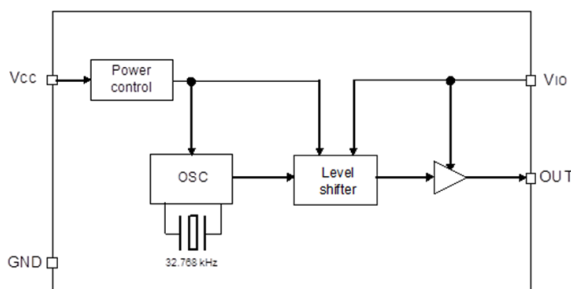 Power
control
VCC
VIO
OSC
Level
shifter
OUT
GND
32.768 kHz